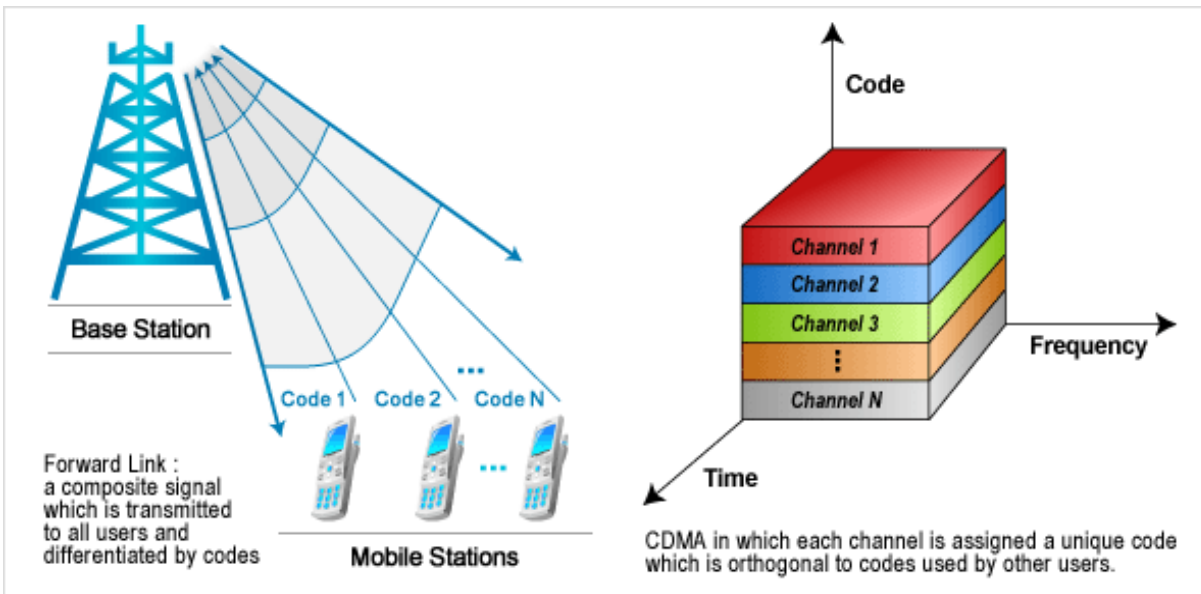 Base Station
Code 1
Code 2
...
Code N
...
Forward Link :
a composite signal
which is transmitted
to all users and
differentiated by codes
Mobile Stations
Code
Channel 1
Channel 2
Channel 3
⋮
Channel N
Frequency
Time
CDMA in which each channel is assigned a unique code
which is orthogonal to codes used by other users.